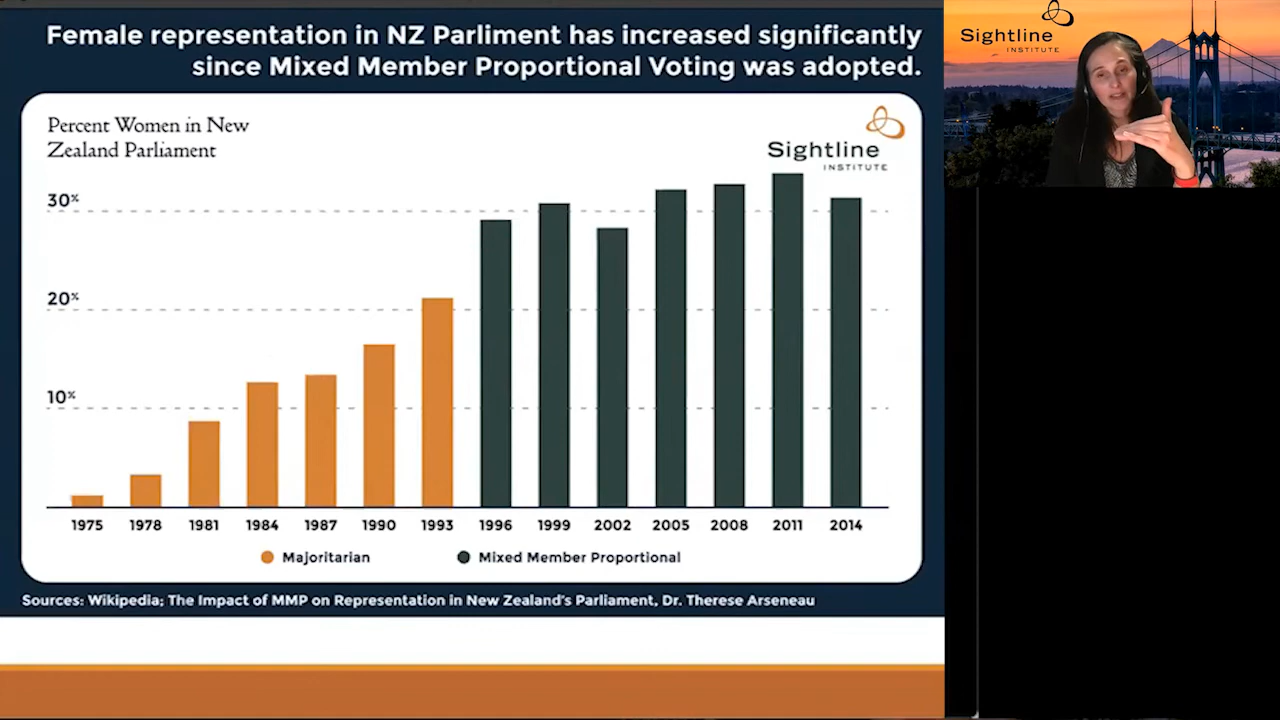 Female representation in NZ Parliment has increased significantly
since Mixed Member Proportional Voting was adopted.
Percent Women in New
Zealand Parliament
Sightline
INSTITUTE
30%
20%
10%
1975 1978 1981 1984 1987 1990 1993 1996 1999 2002 2005 2008 2011 2014
Majoritarian Mixed Member Proportional
Sources: Wikipedia; The Impact of MMP on Representation in New Zealand's Parliament, Dr. Therese Arseneau
Sightline
INSTITUTE